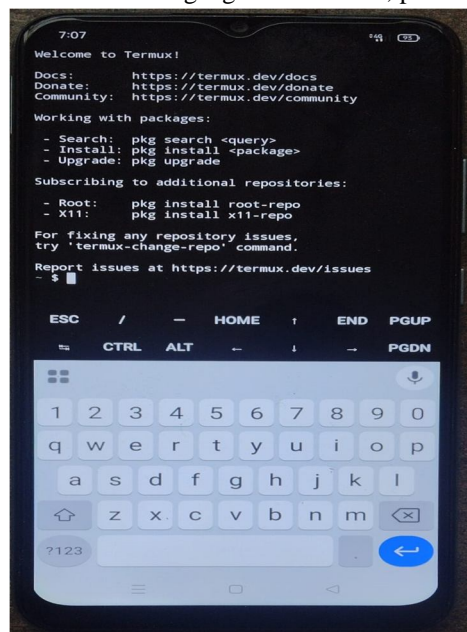 7:07
4G
93
Welcome to Termux!
Docs: https://termux.dev/docs
Donate: https://termux.dev/donate
Community: https://termux.dev/community
Working with packages:
- Search: pkg search <query>
- Install: pkg install <package>
- Upgrade: pkg upgrade
Subscribing to additional repositories:
- Root: pkg install root-repo
- X11: pkg install x11-repo
For fixing any repository issues,
try 'termux-change-repo' command.
Report issues at https://termux.dev/issues
~ $
ESC / — HOME ↑ END PGUP
↹ CTRL ALT ← ↓ → PGDN
1 2 3 4 5 6 7 8 9 0
q w e r t y u i o p
a s d f g h j k l
z x c v b n m
?123 .